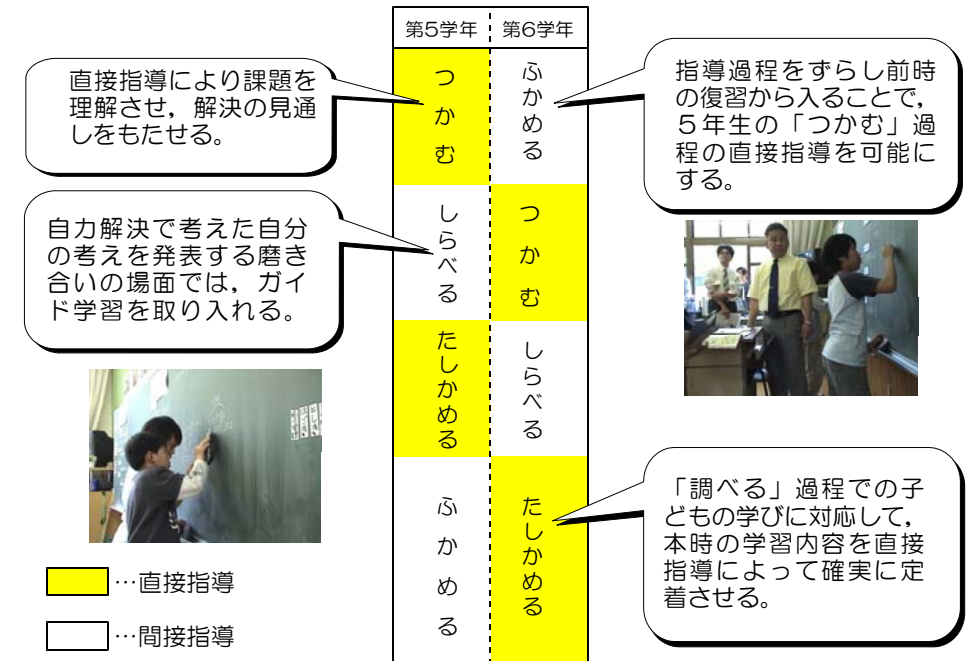 第5学年 第6学年
直接指導により課題を
理解させ，解決の見通
しをもたせる。
つかむ
ふかめる
指導過程をずらし前時
の復習から入ることで，
５年生の「つかむ」過
程の直接指導を可能に
する。
自力解決で考えた自分
の考えを発表する磨き
合いの場面では，ガイ
ド学習を取り入れる。
しらべる
つかむ
たしかめる
しらべる
ふかめる
たしかめる
「調べる」過程での子
どもの学びに対応して，
本時の学習内容を直接
指導によって確実に定
着させる。
…直接指導
…間接指導